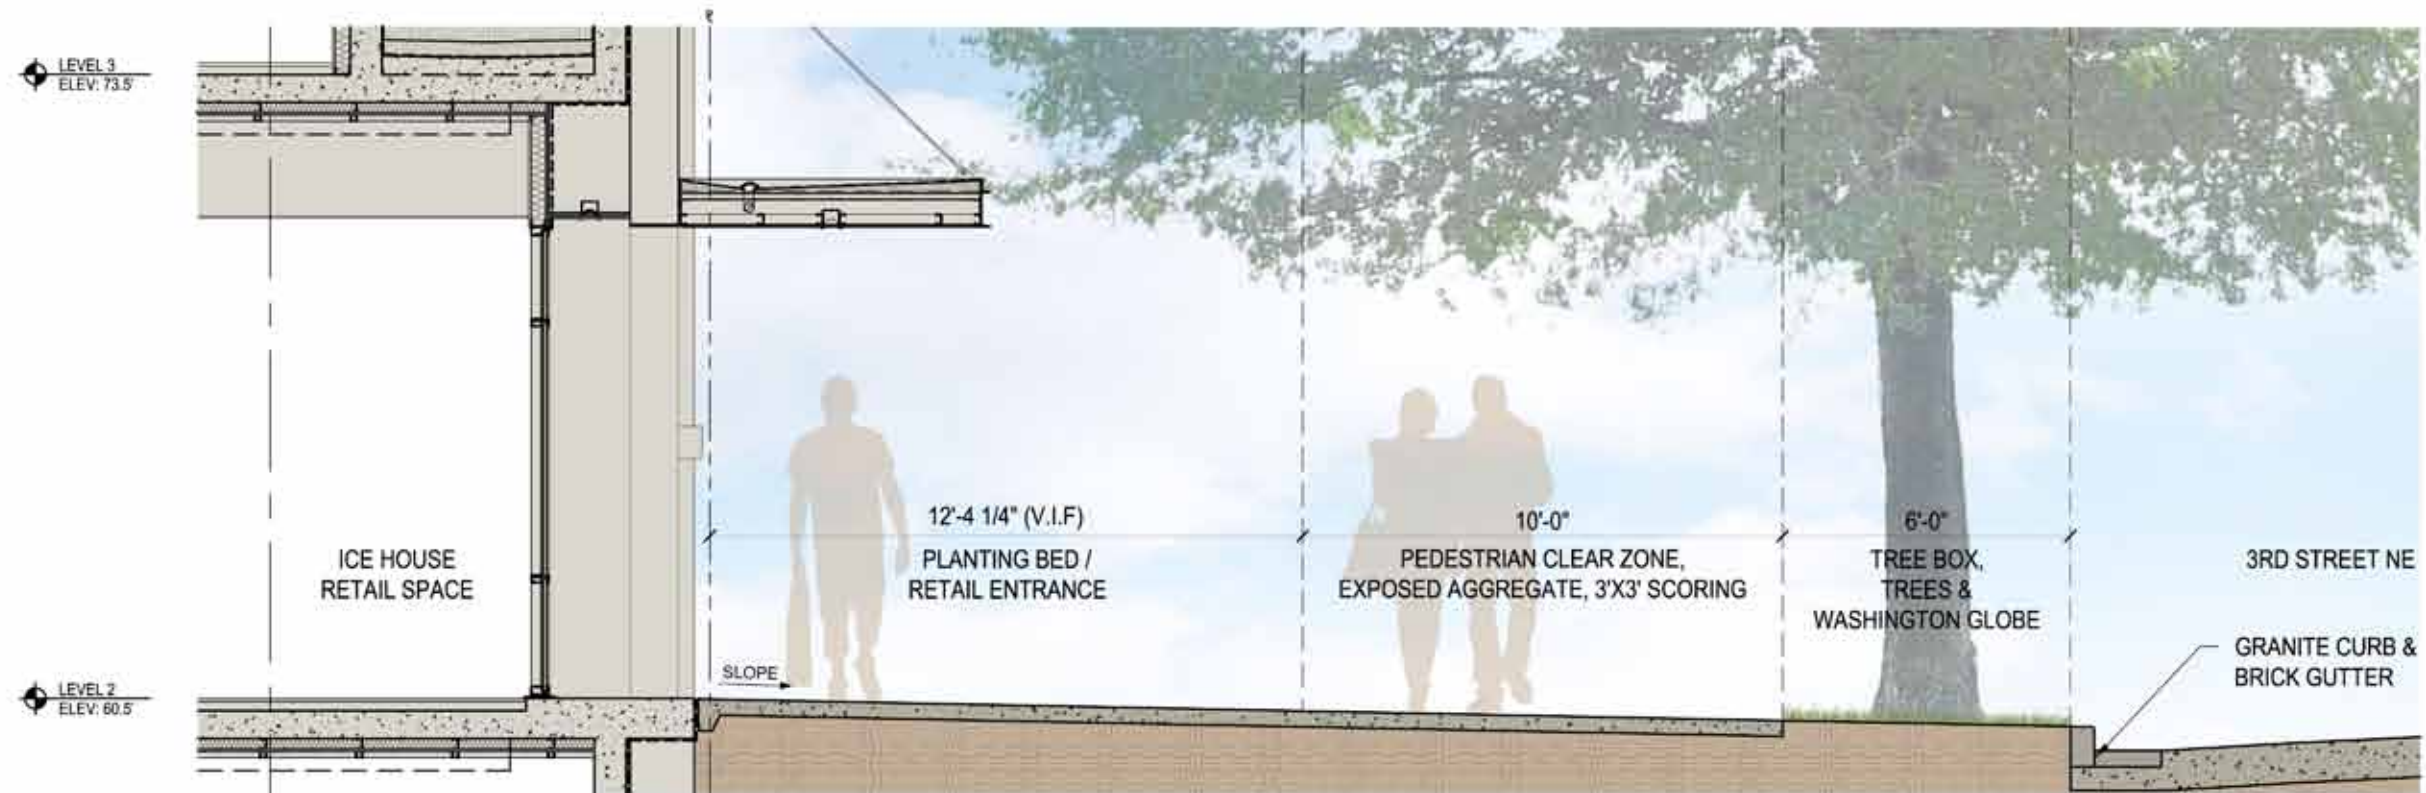 LEVEL 3
ELEV: 73.5'
12'-4 1/4" (V.I.F)
10'-0"
6'-0"
ICE HOUSE
RETAIL SPACE
PLANTING BED /
RETAIL ENTRANCE
PEDESTRIAN CLEAR ZONE,
EXPOSED AGGREGATE, 3'X3' SCORING
TREE BOX,
TREES &
WASHINGTON GLOBE
3RD STREET NE
GRANITE CURB &
BRICK GUTTER
SLOPE
LEVEL 2
ELEV: 60.5'